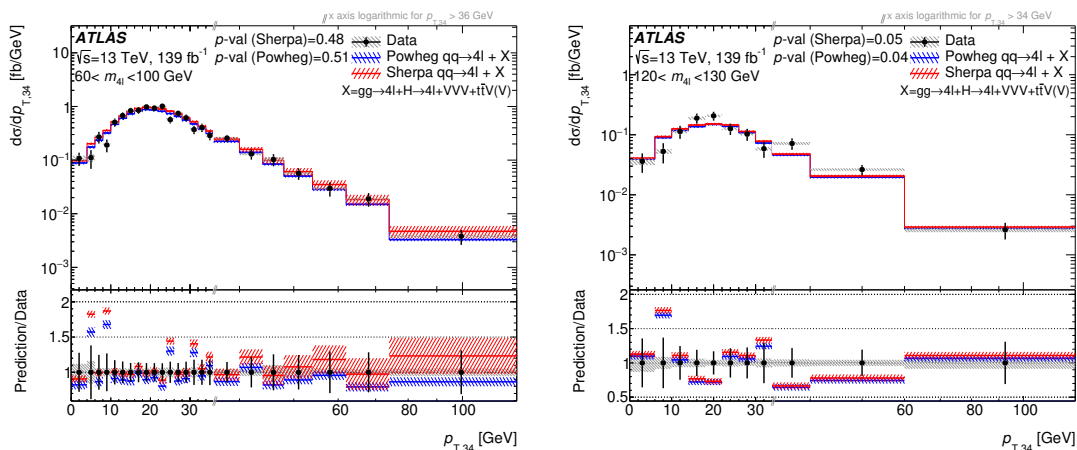 // x axis logarithmic for p_T,34 > 36 GeV
dσ/dp_T,34 [fb/GeV]
ATLAS
√s=13 TeV, 139 fb⁻¹
60< m_4l <100 GeV
p-val (Sherpa)=0.48
p-val (Powheg)=0.51
Data
Powheg qq→4l + X
Sherpa qq→4l + X
X=gg→4l+H→4l+VVV+tt̄V(V)
10
1
10⁻¹
10⁻²
10⁻³
Prediction/Data
2
1.5
1
0 10 20 30 60 100
p_T,34 [GeV]
// x axis logarithmic for p_T,34 > 34 GeV
dσ/dp_T,34 [fb/GeV]
ATLAS
√s=13 TeV, 139 fb⁻¹
120< m_4l <130 GeV
p-val (Sherpa)=0.05
p-val (Powheg)=0.04
Data
Powheg qq→4l + X
Sherpa qq→4l + X
X=gg→4l+H→4l+VVV+tt̄V(V)
10
1
10⁻¹
10⁻²
10⁻³
Prediction/Data
2
1.5
1
0.5
0 10 20 30 60 100
p_T,34 [GeV]